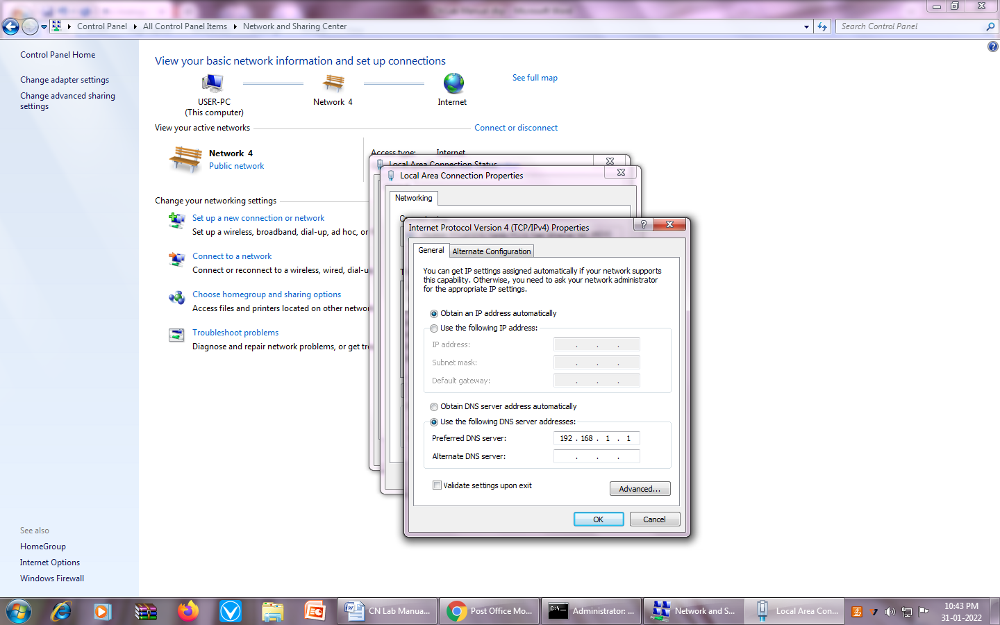 Control Panel
All Control Panel Items
Network and Sharing Center
Search Control Panel
Control Panel Home
Change adapter settings
Change advanced sharing
settings
View your basic network information and set up connections
See full map
USER-PC
(This computer)
Network 4
Internet
View your active networks
Connect or disconnect
Network 4
Public network
Access type:
Internet
Local Area Connection Status
Local Area Connection Properties
Networking
Change your networking settings
Set up a new connection or network
Set up a wireless, broadband, dial-up, ad hoc, or
Connect to a network
Connect or reconnect to a wireless, wired, dial-u
Choose homegroup and sharing options
Access files and printers located on other netwo
Troubleshoot problems
Diagnose and repair network problems, or get tr
Internet Protocol Version 4 (TCP/IPv4) Properties
?
General
Alternate Configuration
You can get IP settings assigned automatically if your network supports
this capability. Otherwise, you need to ask your network administrator
for the appropriate IP settings.
Obtain an IP address automatically
Use the following IP address:
IP address:
. . .
Subnet mask:
. . .
Default gateway:
. . .
Obtain DNS server address automatically
Use the following DNS server addresses:
Preferred DNS server:
192 . 168 . 1 . 1
Alternate DNS server:
. . .
Validate settings upon exit
Advanced...
OK
Cancel
See also
HomeGroup
Internet Options
Windows Firewall
CN Lab Manua...
Post Office Mo...
Administrator: ...
Network and S...
Local Area Con...
10:43 PM
31-01-2022